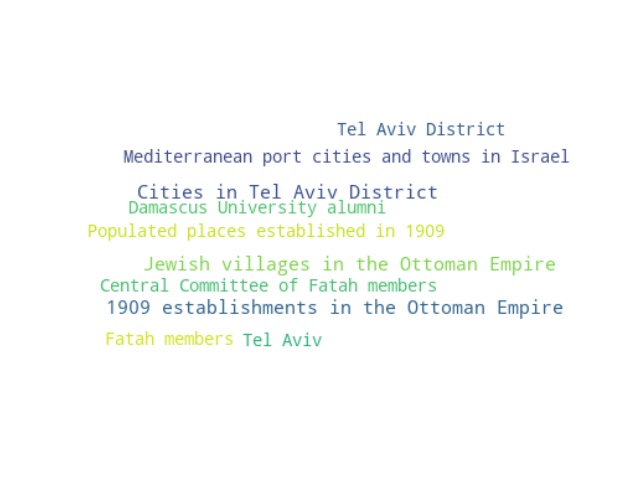 Tel Aviv District
Mediterranean port cities and towns in Israel
Cities in Tel Aviv District
Damascus University alumni
Populated places established in 1909
Jewish villages in the Ottoman Empire
Central Committee of Fatah members
1909 establishments in the Ottoman Empire
Fatah members Tel Aviv